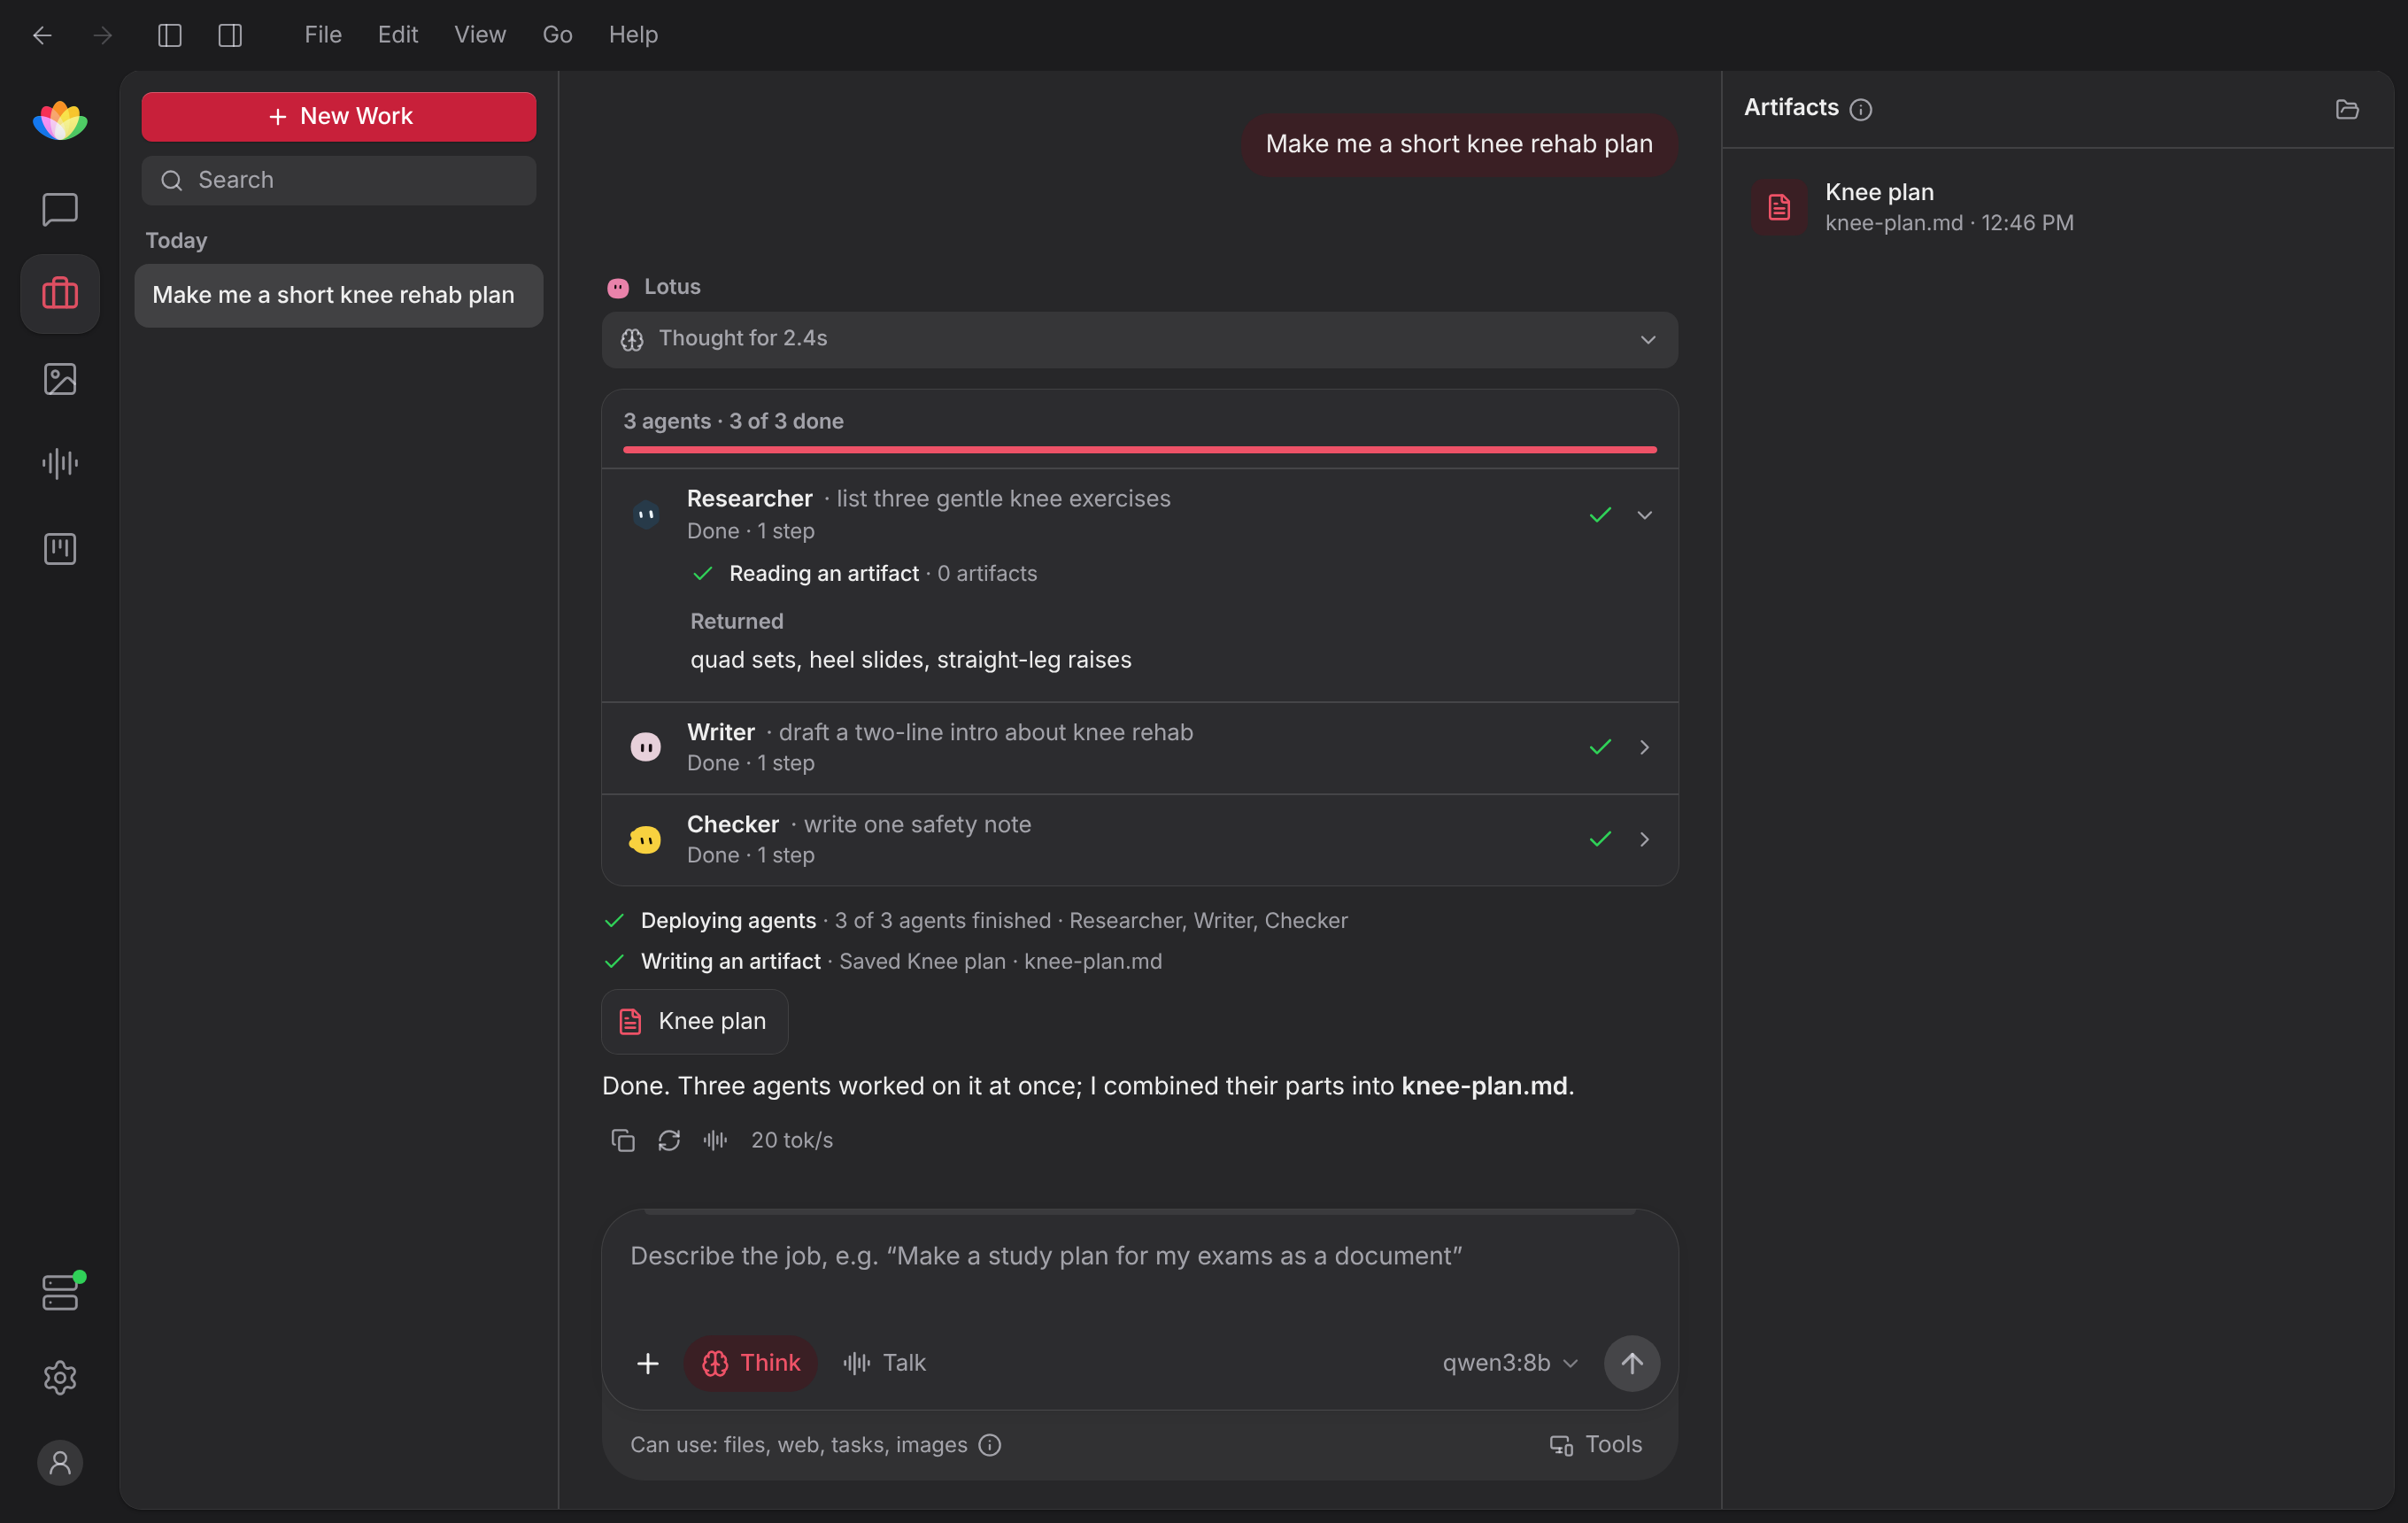 File Edit View Go Help
New Work
Search
Today
Make me a short knee rehab plan
Make me a short knee rehab plan
Lotus
Thought for 2.4s
3 agents · 3 of 3 done
Researcher · list three gentle knee exercises
Done · 1 step
Reading an artifact · 0 artifacts
Returned
quad sets, heel slides, straight-leg raises
Writer · draft a two-line intro about knee rehab
Done · 1 step
Checker · write one safety note
Done · 1 step
Deploying agents · 3 of 3 agents finished · Researcher, Writer, Checker
Writing an artifact · Saved Knee plan · knee-plan.md
Knee plan
Done. Three agents worked on it at once; I combined their parts into knee-plan.md.
20 tok/s
Describe the job, e.g. “Make a study plan for my exams as a document”
Think Talk qwen3:8b
Can use: files, web, tasks, images Tools
Artifacts
Knee plan
knee-plan.md · 12:46 PM